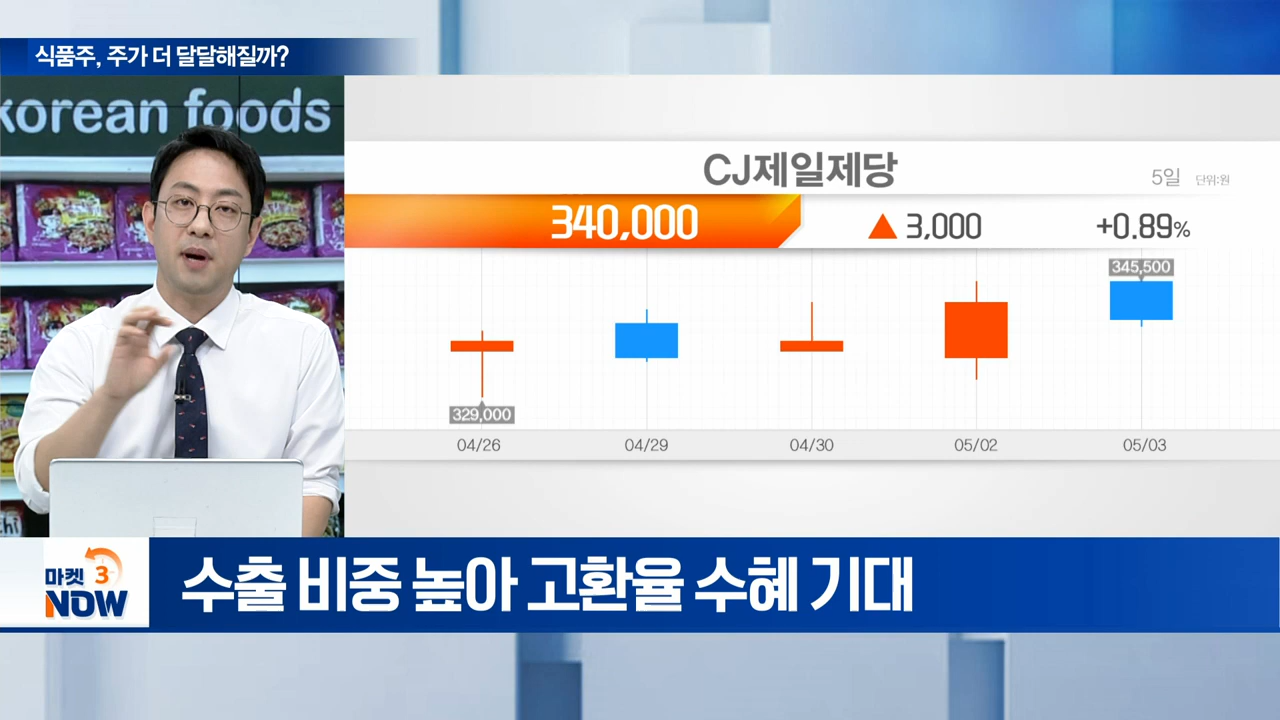 식품주, 주가 더 달달해질까?
korean foods
CJ제일제당
5일 단위:원
340,000 ▲ 3,000 +0.89%
345,500
329,000
04/26 04/29 04/30 05/02 05/03
마켓 3
NOW
수출 비중 높아 고환율 수혜 기대